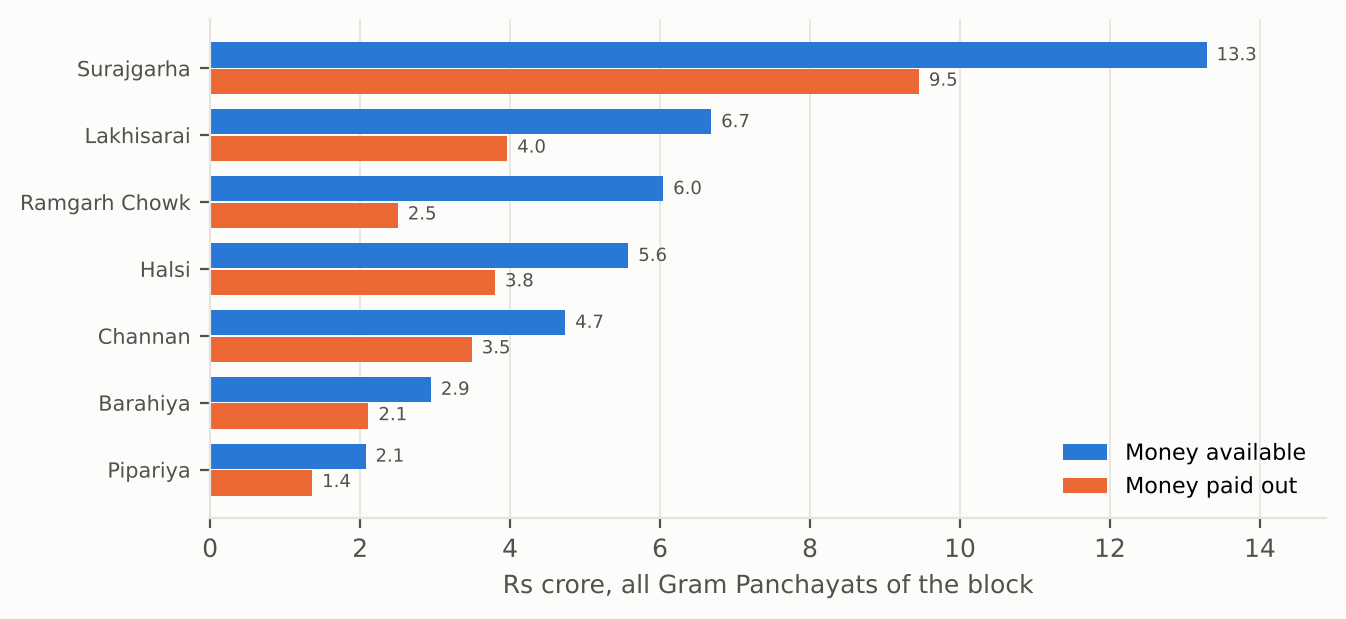 Surajgarha 13.3
9.5
Lakhisarai 6.7
4.0
Ramgarh Chowk 6.0
2.5
Halsi 5.6
3.8
Channan 4.7
3.5
Barahiya 2.9
2.1
Pipariya 2.1
1.4
Money available
Money paid out
0 2 4 6 8 10 12 14
Rs crore, all Gram Panchayats of the block